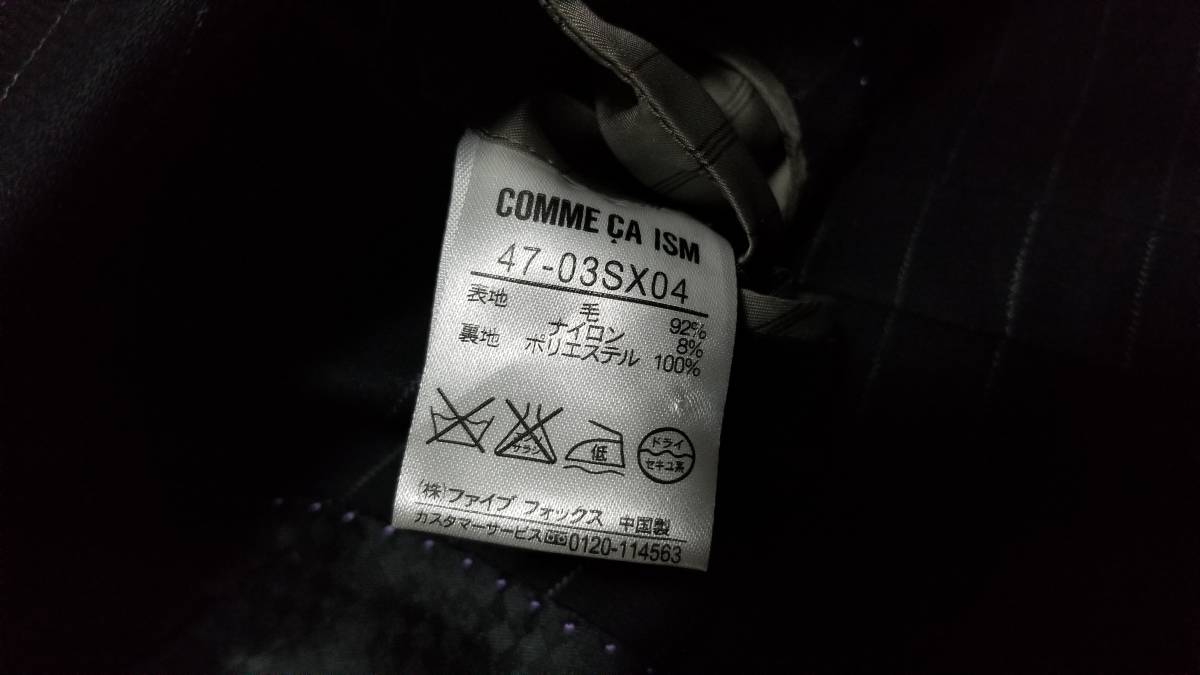 COMME ÇA ISM
47-03SX04
表地 毛 92%
ナイロン 8%
裏地 ポリエステル 100%
エンソ サラシ 低 ドライ セキユ系
(株)ファイブ フォックス 中国製
カスタマーサービス 0120-114563